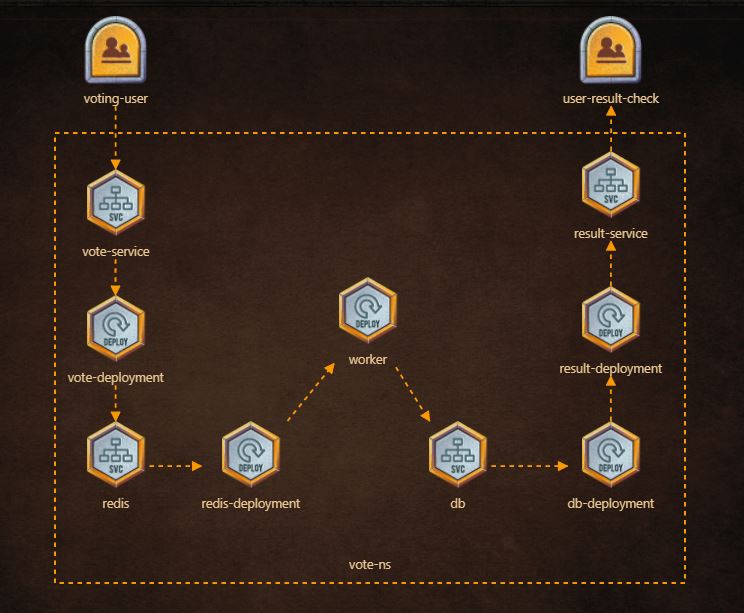 voting-user
user-result-check
SVC
vote-service
SVC
result-service
DEPLOY
vote-deployment
DEPLOY
worker
DEPLOY
result-deployment
SVC
redis
DEPLOY
redis-deployment
SVC
db
DEPLOY
db-deployment
vote-ns